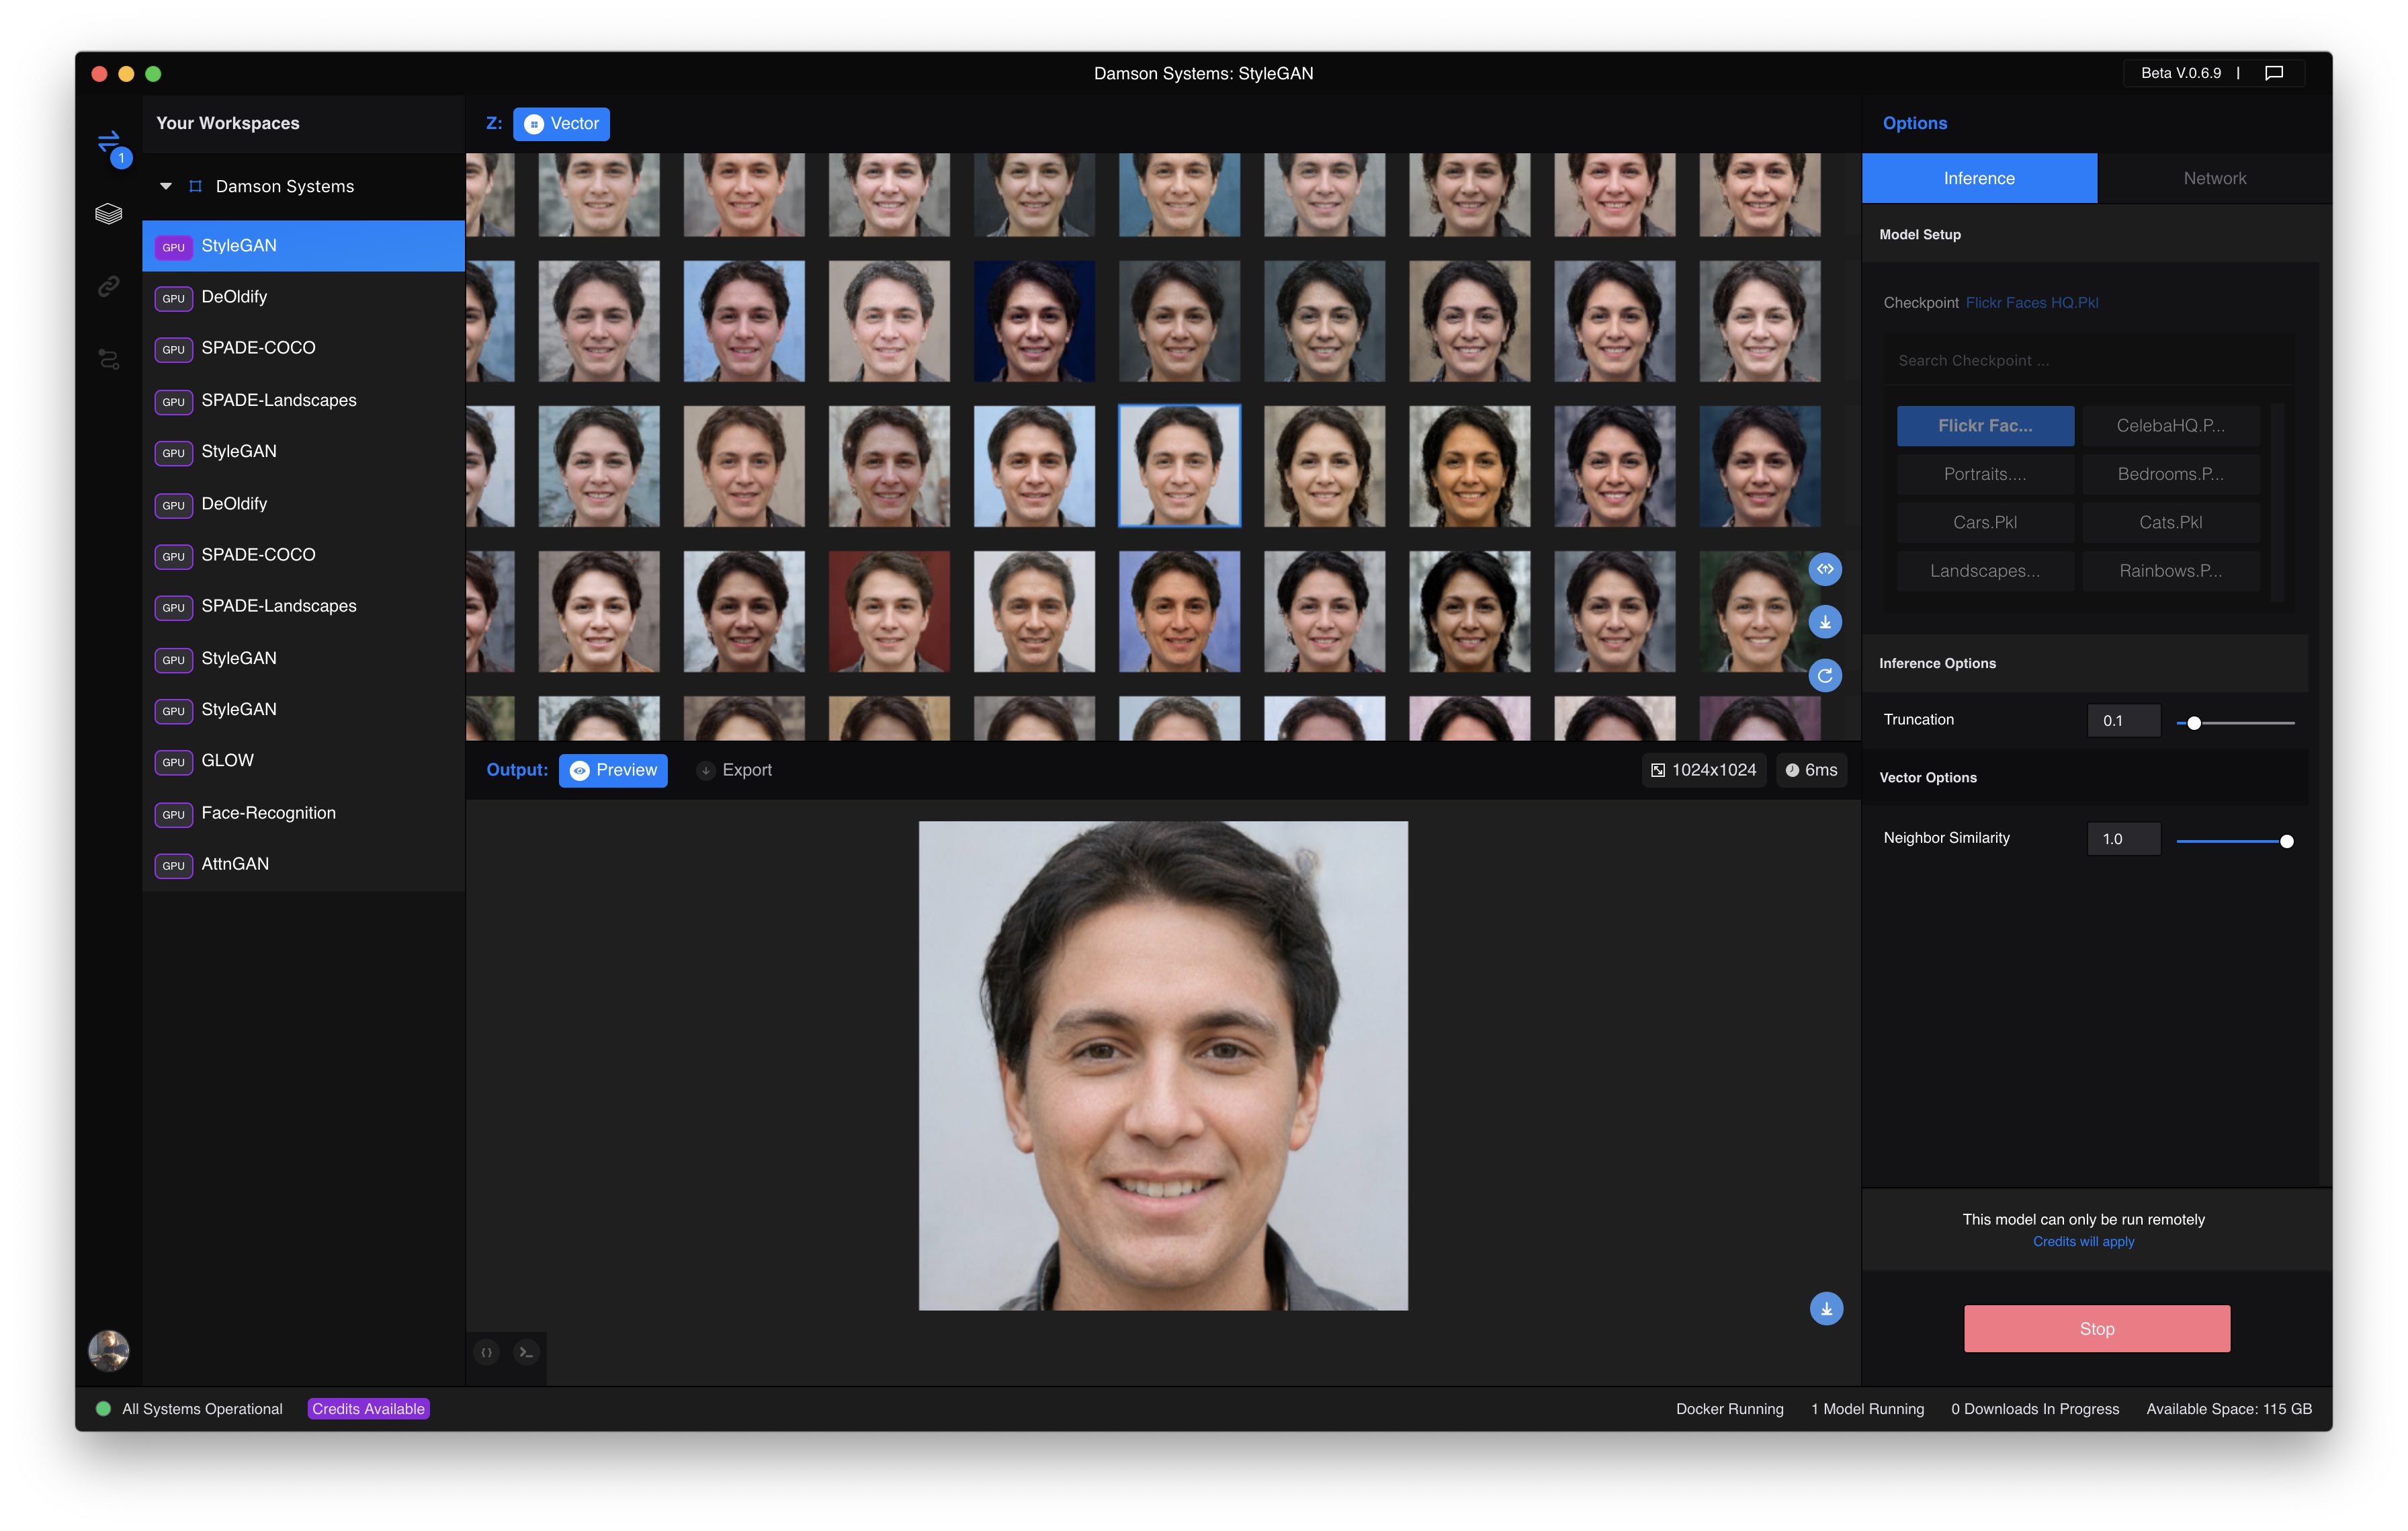 Damson Systems: StyleGAN
Beta V.0.6.9 |
1
Your Workspaces
Damson Systems
GPU StyleGAN
GPU DeOldify
GPU SPADE-COCO
GPU SPADE-Landscapes
GPU StyleGAN
GPU DeOldify
GPU SPADE-COCO
GPU SPADE-Landscapes
GPU StyleGAN
GPU StyleGAN
GPU GLOW
GPU Face-Recognition
GPU AttnGAN
Z: Vector
Output: Preview Export 1024x1024 6ms
Options
Inference Network
Model Setup
Checkpoint Flickr Faces HQ.Pkl
Search Checkpoint ...
Flickr Fac... CelebaHQ.P...
Portraits.... Bedrooms.P...
Cars.Pkl Cats.Pkl
Landscapes... Rainbows.P...
Inference Options
Truncation 0.1
Vector Options
Neighbor Similarity 1.0
This model can only be run remotely
Credits will apply
Stop
All Systems Operational Credits Available Docker Running 1 Model Running 0 Downloads In Progress Available Space: 115 GB